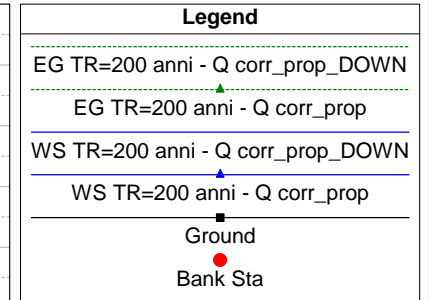 Legend
EG TR=200 anni - Q corr_prop_DOWN
EG TR=200 anni - Q corr_prop
WS TR=200 anni - Q corr_prop_DOWN
WS TR=200 anni - Q corr_prop
Ground
Bank Sta